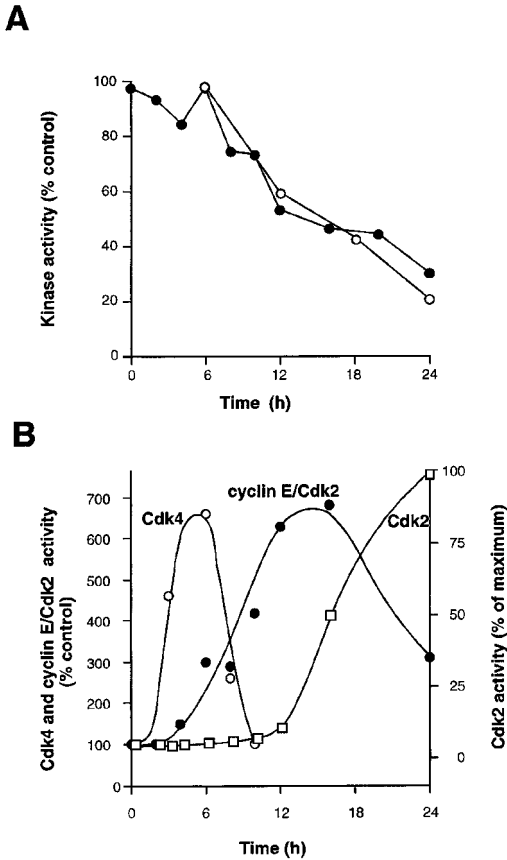 A
Kinase activity (% control)
100
80
60
40
20
0
0 6 12 18 24
Time (h)
B
Cdk4 and cyclin E/Cdk2 activity
(% control)
700
600
500
400
300
200
100
0
Cdk4
cyclin E/Cdk2
Cdk2
100
75
50
25
0
Cdk2 activity (% of maximum)
0 6 12 18 24
Time (h)